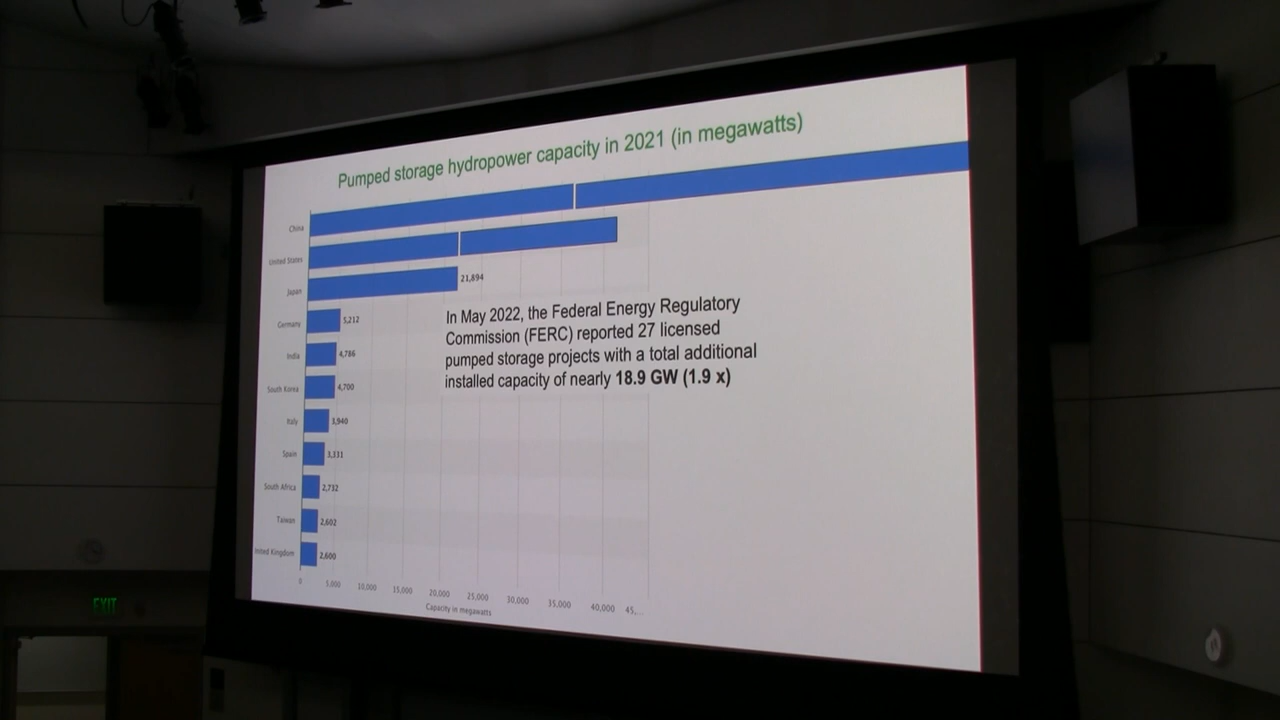 Pumped storage hydropower capacity in 2021 (in megawatts)
China
United States
Japan
21,894
In May 2022, the Federal Energy Regulatory
Commission (FERC) reported 27 licensed
pumped storage projects with a total additional
installed capacity of nearly 18.9 GW (1.9 x)
Germany
5,212
India
4,786
South Korea
4,700
Italy
3,940
Spain
3,331
South Africa
2,732
Taiwan
2,602
United Kingdom
2,600
0 5,000 10,000 15,000 20,000 25,000 30,000 35,000 40,000 45,...
Capacity in megawatts
EXIT